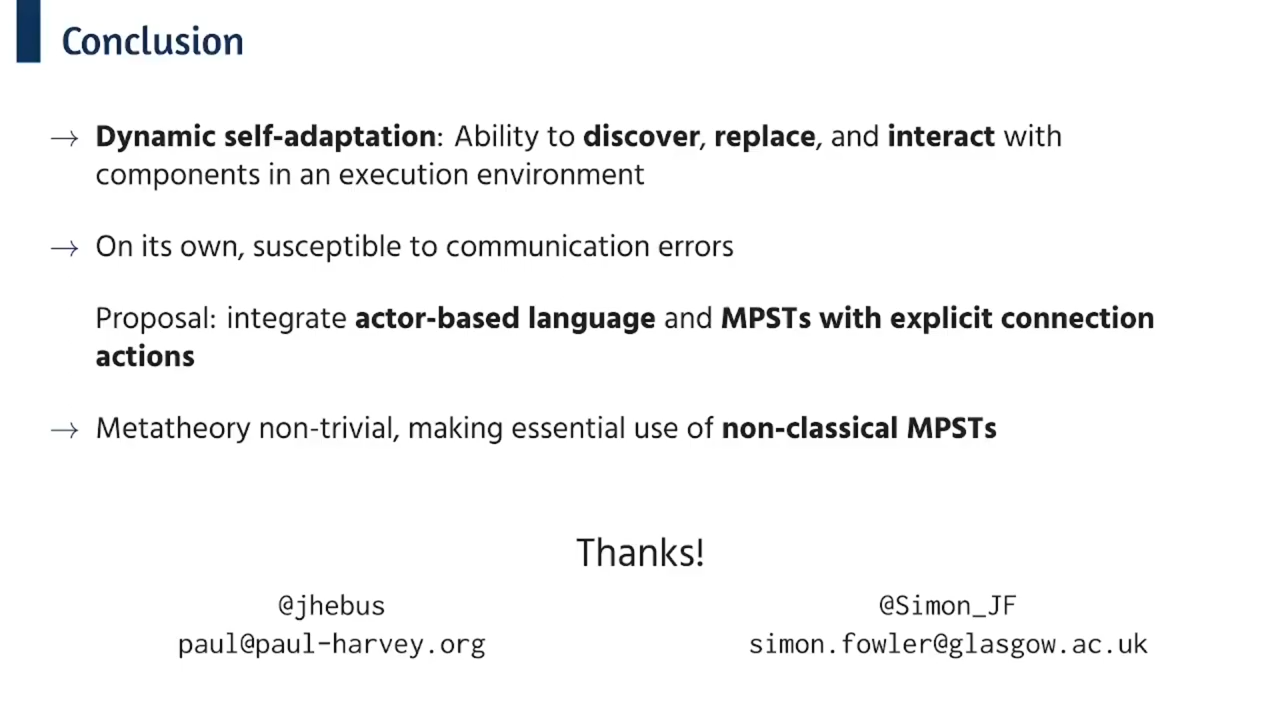 Conclusion
→ Dynamic self-adaptation: Ability to discover, replace, and interact with
components in an execution environment
→ On its own, susceptible to communication errors
Proposal: integrate actor-based language and MPSTs with explicit connection
actions
→ Metatheory non-trivial, making essential use of non-classical MPSTs
Thanks!
@jhebus
paul@paul-harvey.org
@Simon_JF
simon.fowler@glasgow.ac.uk